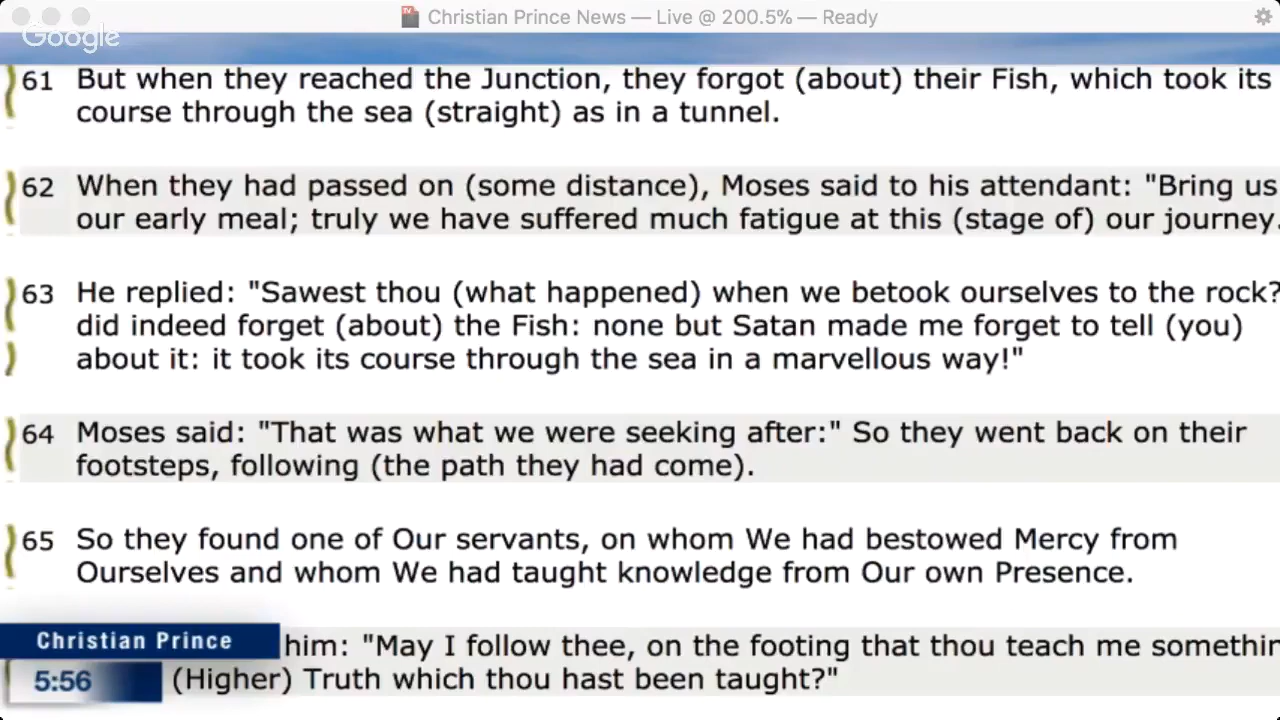 Christian Prince News — Live @ 200.5% — Ready
Google
61 But when they reached the Junction, they forgot (about) their Fish, which took its
course through the sea (straight) as in a tunnel.
62 When they had passed on (some distance), Moses said to his attendant: "Bring us
our early meal; truly we have suffered much fatigue at this (stage of) our journey.
63 He replied: "Sawest thou (what happened) when we betook ourselves to the rock?
did indeed forget (about) the Fish: none but Satan made me forget to tell (you)
about it: it took its course through the sea in a marvellous way!"
64 Moses said: "That was what we were seeking after:" So they went back on their
footsteps, following (the path they had come).
65 So they found one of Our servants, on whom We had bestowed Mercy from
Ourselves and whom We had taught knowledge from Our own Presence.
him: "May I follow thee, on the footing that thou teach me somethin
(Higher) Truth which thou hast been taught?"
Christian Prince
5:56